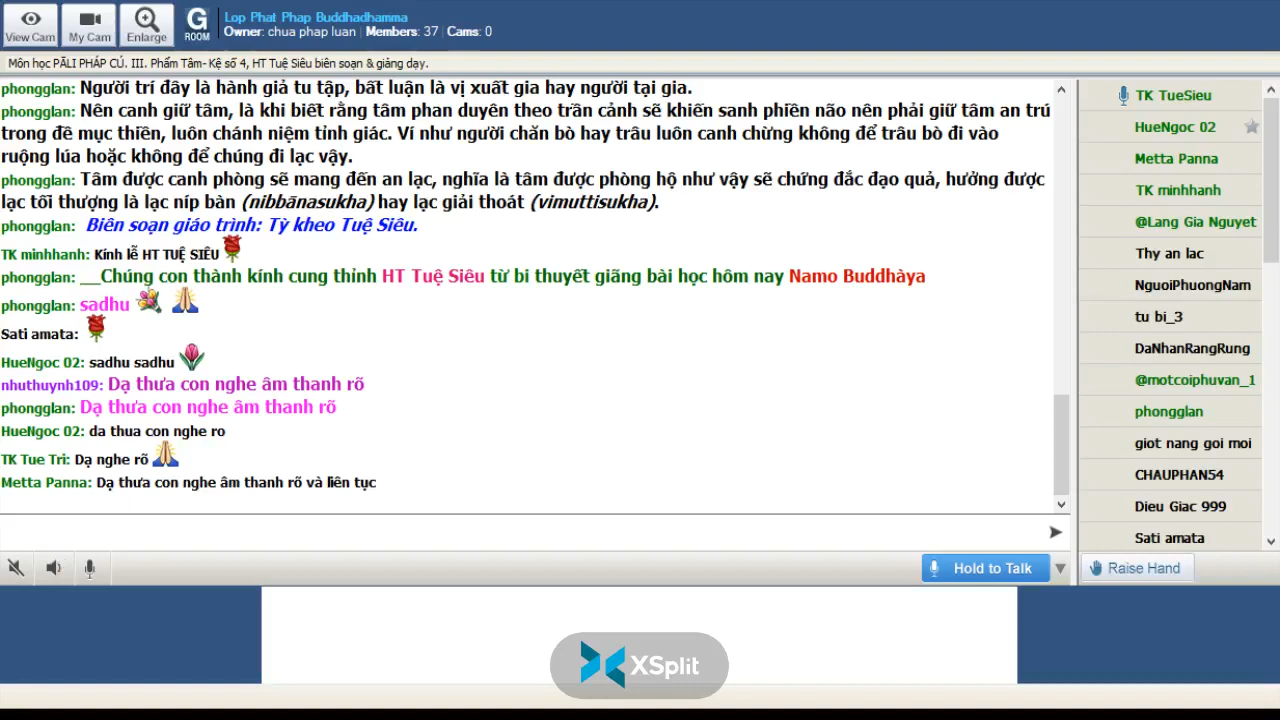 View Cam
My Cam
Enlarge
G
ROOM
Lop Phat Phap Buddhadhamma
Owner: chua phap luan | Members: 37 | Cams: 0
Môn học PĀLI PHÁP CÚ. III. Phẩm Tâm- Kệ số 4, HT Tuệ Siêu biên soạn & giảng dạy.
phongglan: Người trí đây là hành giả tu tập, bất luận là vị xuất gia hay người tại gia.
phongglan: Nên canh giữ tâm, là khi biết rằng tâm phan duyên theo trần cảnh sẽ khiến sanh phiền não nên phải giữ tâm an trú
trong đề mục thiền, luôn chánh niệm tỉnh giác. Ví như người chăn bò hay trâu luôn canh chừng không để trâu bò đi vào
ruộng lúa hoặc không để chúng đi lạc vậy.
phongglan: Tâm được canh phòng sẽ mang đến an lạc, nghĩa là tâm được phòng hộ như vậy sẽ chứng đắc đạo quả, hưởng được
lạc tối thượng là lạc níp bàn (nibbānasukha) hay lạc giải thoát (vimuttisukha).
phongglan: Biên soạn giáo trình: Tỳ kheo Tuệ Siêu.
TK minhhanh: Kính lễ HT TUỆ SIÊU
phongglan: __Chúng con thành kính cung thỉnh HT Tuệ Siêu từ bi thuyết giãng bài học hôm nay Namo Buddhàya
phongglan: sadhu
Sati amata:
HueNgoc 02: sadhu sadhu
nhuthuynh109: Dạ thưa con nghe âm thanh rõ
phongglan: Dạ thưa con nghe âm thanh rõ
HueNgoc 02: da thua con nghe ro
TK Tue Tri: Dạ nghe rõ
Metta Panna: Dạ thưa con nghe âm thanh rõ và liên tục
Hold to Talk
TK TueSieu
HueNgoc 02
Metta Panna
TK minhhanh
@Lang Gia Nguyet
Thy an lac
NguoiPhuongNam
tu bi_3
DaNhanRangRung
@motcoiphuvan_1
phongglan
giot nang goi moi
CHAUPHAN54
Dieu Giac 999
Sati amata
Raise Hand
XSplit